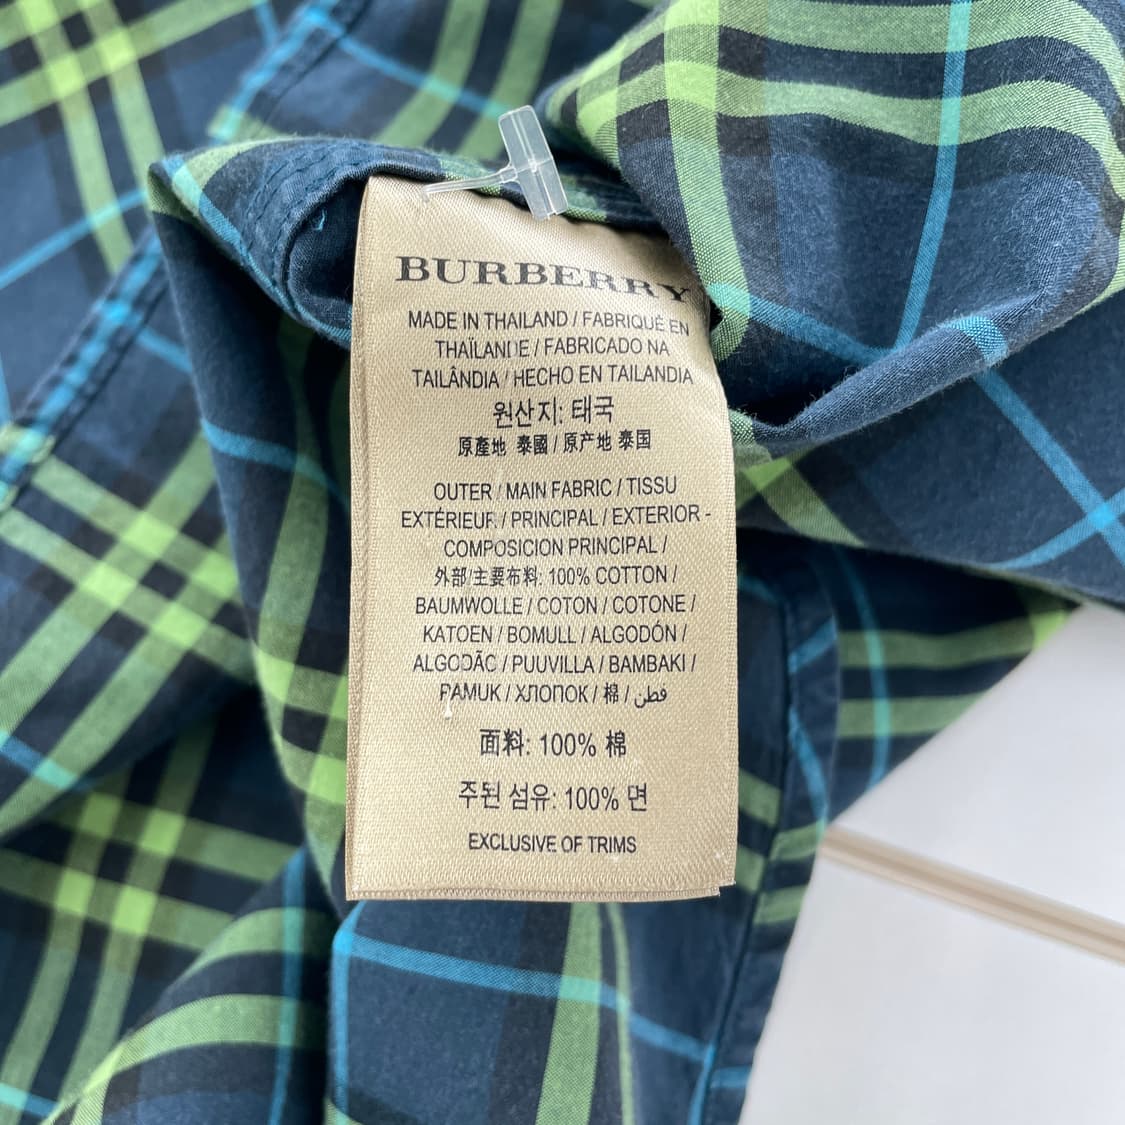 BURBERRY
MADE IN THAILAND / FABRIQUÉ EN
THAÏLANDE / FABRICADO NA
TAILÂNDIA / HECHO EN TAILANDIA
원산지: 태국
原產地 泰國 / 原产地 泰国
OUTER / MAIN FABRIC / TISSU
EXTÉRIEUR / PRINCIPAL / EXTERIOR -
COMPOSICION PRINCIPAL /
外部/主要布料: 100% COTTON /
BAUMWOLLE / COTON / COTONE /
KATOEN / BOMULL / ALGODÓN /
ALGODÃO / PUUVILLA / BAMBAKI /
PAMUK / ХЛОПОК / 棉 / قطن
面料: 100% 棉
주된 섬유: 100% 면
EXCLUSIVE OF TRIMS